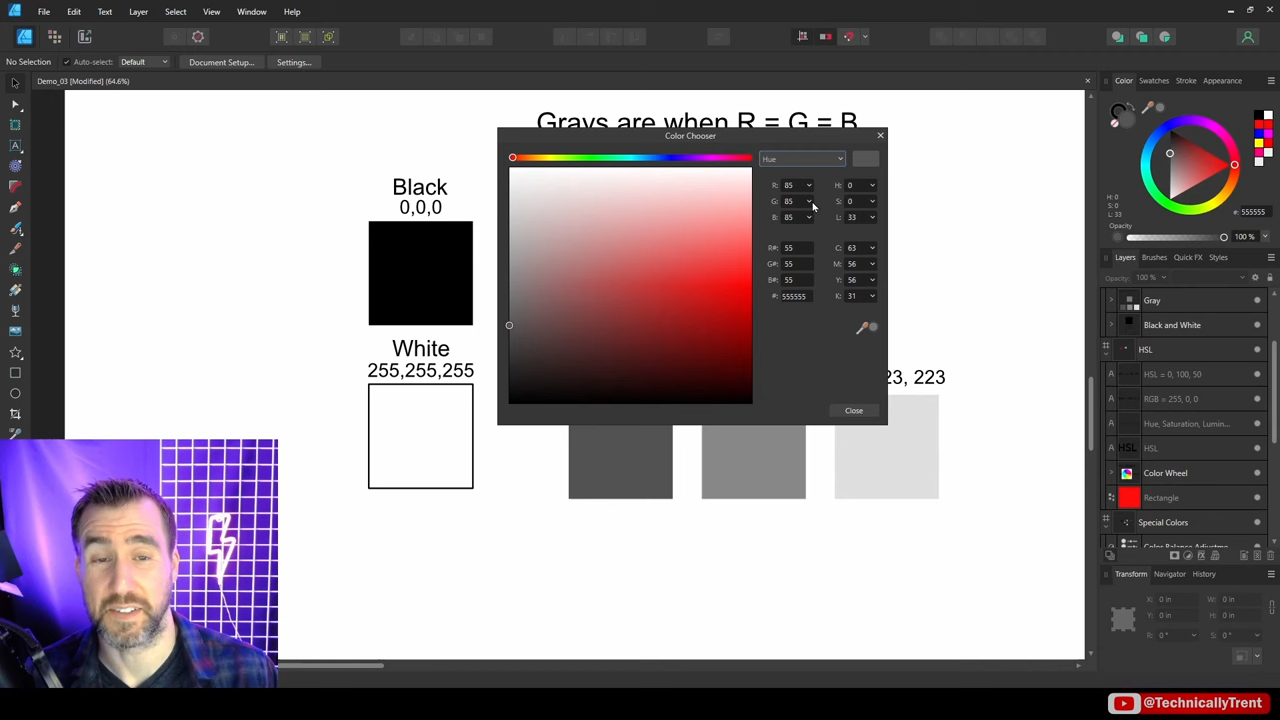 File Edit Text Layer Select View Window Help
No Selection Auto-select: Default Document Setup... Settings...
Demo_03 [Modified] (64.6%)
Grays are when R = G = B
Black
0,0,0
White
255,255,255
23, 223
Color Chooser
Hue
R: 85 H: 0
G: 85 S: 0
B: 85 L: 33
R#: 55 C: 63
G#: 55 M: 56
B#: 55 Y: 56
#: 555555 K: 31
Close
Color Swatches Stroke Appearance
H: 0
S: 0
L: 33
#: 555555
Opacity
100 %
Layers Brushes Quick FX Styles
Opacity: 100 %
Gray
Black and White
HSL
A HSL = 0, 100, 50
A RGB = 255, 0, 0
A Hue, Saturation, Lumin...
A HSL HSL
Color Wheel
Rectangle
Special Colors
Color Balance Adjustme...
Transform Navigator History
X: 0 in W: 0 in
Y: 0 in H: 0 in
R: 0 ° S: 0 °
@TechnicallyTrent